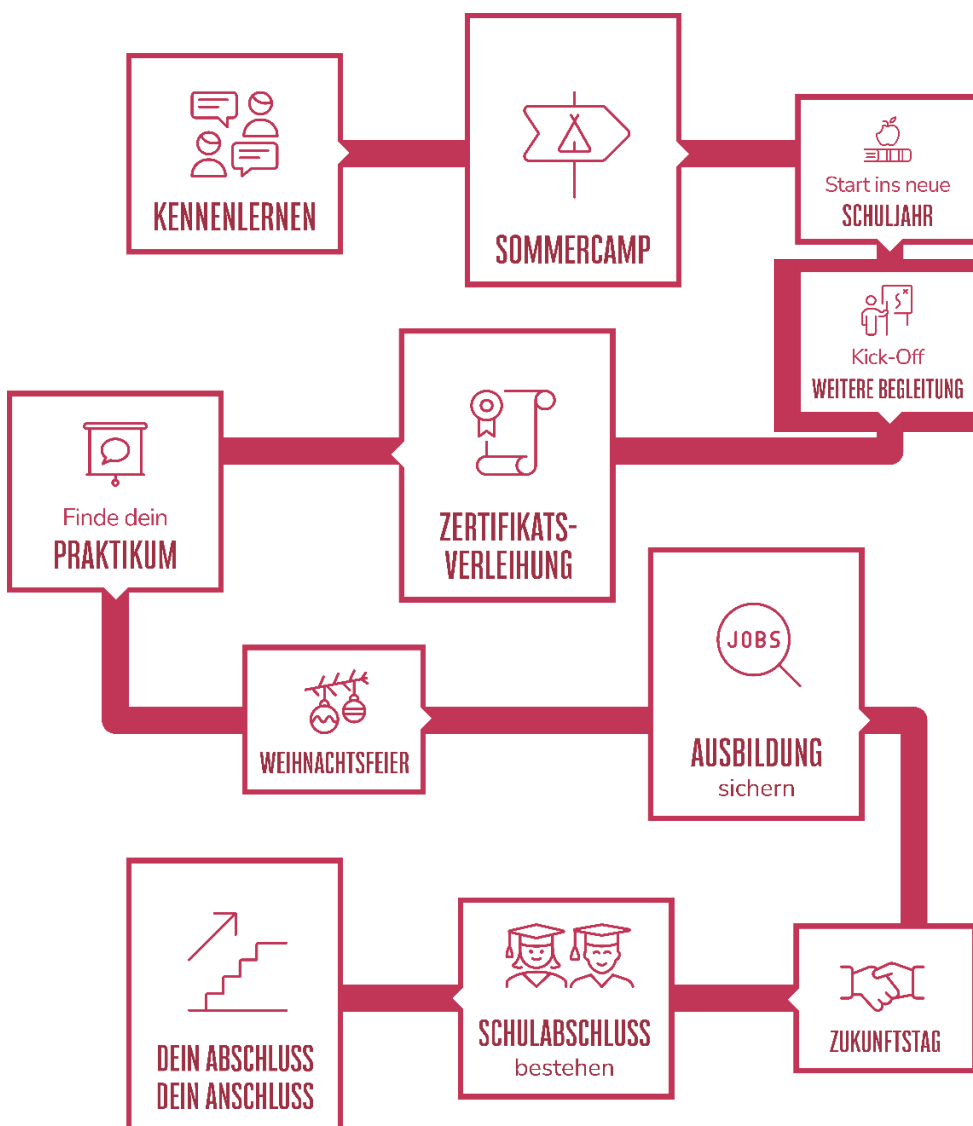 KENNENLERNEN
SOMMERCAMP
Start ins neue
SCHULJAHR
Kick-Off
WEITERE BEGLEITUNG
ZERTIFIKATS-
VERLEIHUNG
Finde dein
PRAKTIKUM
WEIHNACHTSFEIER
JOBS
AUSBILDUNG
sichern
ZUKUNFTSTAG
SCHULABSCHLUSS
bestehen
DEIN ABSCHLUSS
DEIN ANSCHLUSS